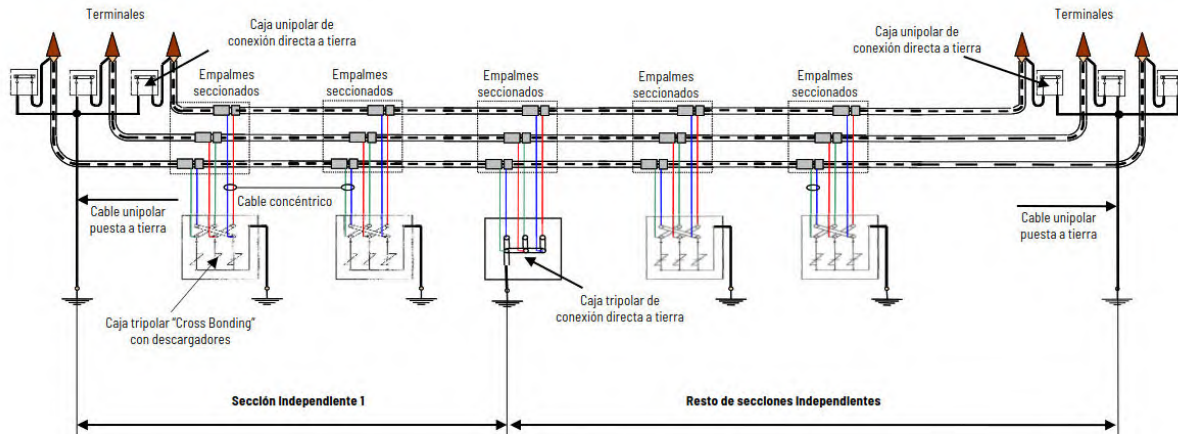 Terminales
Caja unipolar de
conexión directa a tierra
Caja unipolar de
conexión directa a tierra
Terminales
Empalmes
seccionados
Empalmes
seccionados
Empalmes
seccionados
Empalmes
seccionados
Empalmes
seccionados
Cable unipolar
puesta a tierra
Cable concéntrico
Cable unipolar
puesta a tierra
Caja tripolar "Cross Bonding"
con descargadores
Caja tripolar de
conexión directa a tierra
Sección Independiente 1
Resto de secciones Independientes